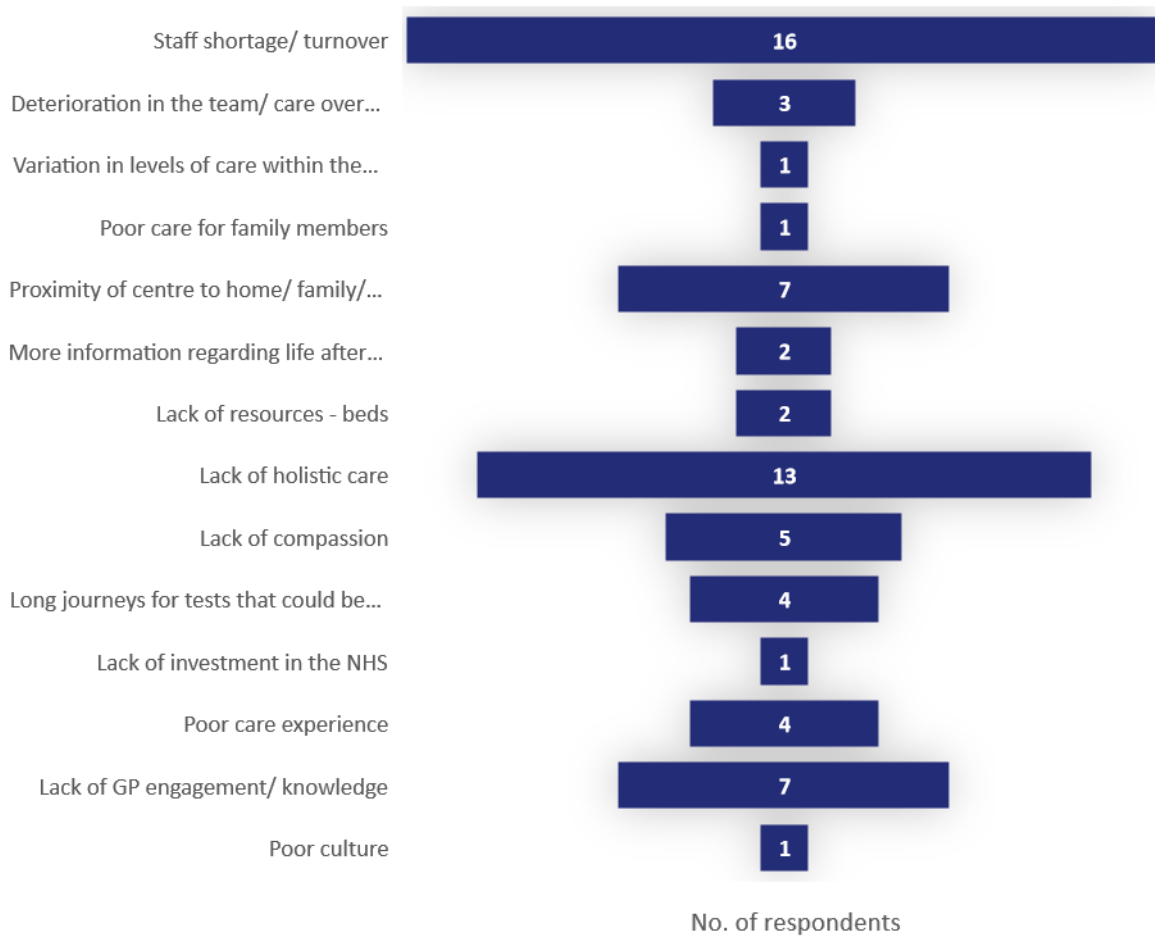 Staff shortage/ turnover 16
Deterioration in the team/ care over... 3
Variation in levels of care within the... 1
Poor care for family members 1
Proximity of centre to home/ family/... 7
More information regarding life after... 2
Lack of resources - beds 2
Lack of holistic care 13
Lack of compassion 5
Long journeys for tests that could be... 4
Lack of investment in the NHS 1
Poor care experience 4
Lack of GP engagement/ knowledge 7
Poor culture 1
No. of respondents